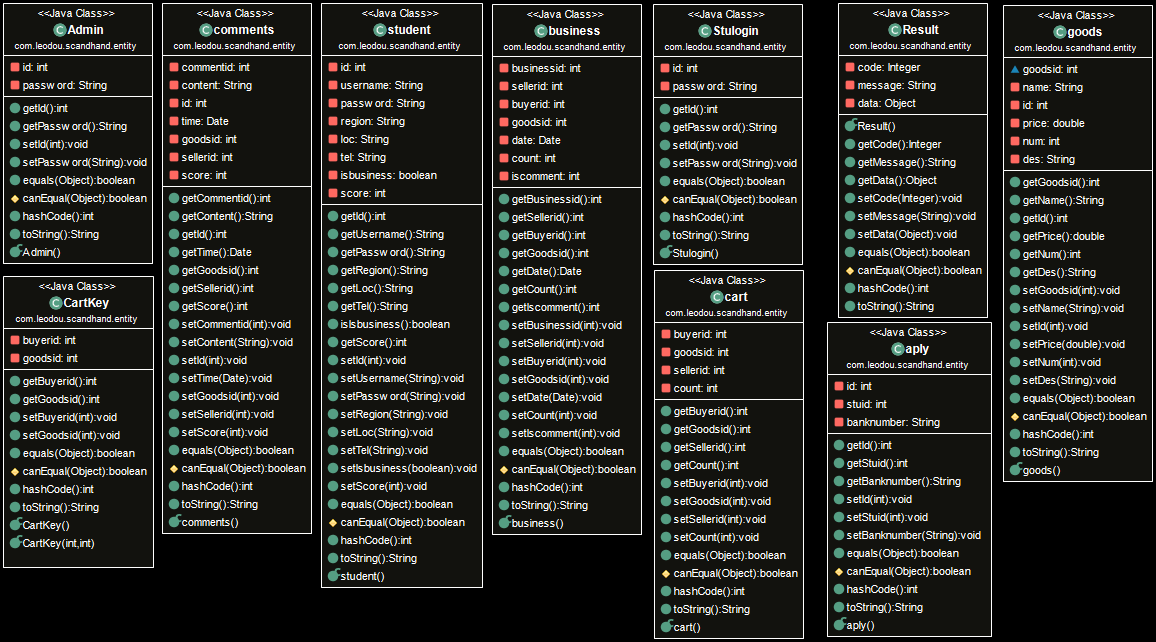 <<Java Class>>
Admin
com.leodou.scandhand.entity
id: int
password: String
getId():int
getPassword():String
setId(int):void
setPassword(String):void
equals(Object):boolean
canEqual(Object):boolean
hashCode():int
toString():String
Admin()
<<Java Class>>
CartKey
com.leodou.scandhand.entity
buyerid: int
goodsid: int
getBuyerid():int
getGoodsid():int
setBuyerid(int):void
setGoodsid(int):void
equals(Object):boolean
canEqual(Object):boolean
hashCode():int
toString():String
CartKey()
CartKey(int,int)
<<Java Class>>
comments
com.leodou.scandhand.entity
commentid: int
content: String
id: int
time: Date
goodsid: int
sellerid: int
score: int
getCommentid():int
getContent():String
getId():int
getTime():Date
getGoodsid():int
getSellerid():int
getScore():int
setCommentid(int):void
setContent(String):void
setId(int):void
setTime(Date):void
setGoodsid(int):void
setSellerid(int):void
setScore(int):void
equals(Object):boolean
canEqual(Object):boolean
hashCode():int
toString():String
comments()
<<Java Class>>
student
com.leodou.scandhand.entity
id: int
username: String
password: String
region: String
loc: String
tel: String
isbusiness: boolean
score: int
getId():int
getUsername():String
getPassword():String
getRegion():String
getLoc():String
getTel():String
isIsbusiness():boolean
getScore():int
setId(int):void
setUsername(String):void
setPassword(String):void
setRegion(String):void
setLoc(String):void
setTel(String):void
setIsbusiness(boolean):void
setScore(int):void
equals(Object):boolean
canEqual(Object):boolean
hashCode():int
toString():String
student()
<<Java Class>>
business
com.leodou.scandhand.entity
businessid: int
sellerid: int
buyerid: int
goodsid: int
date: Date
count: int
iscomment: int
getBusinessid():int
getSellerid():int
getBuyerid():int
getGoodsid():int
getDate():Date
getCount():int
getIscomment():int
setBusinessid(int):void
setSellerid(int):void
setBuyerid(int):void
setGoodsid(int):void
setDate(Date):void
setCount(int):void
setIscomment(int):void
equals(Object):boolean
canEqual(Object):boolean
hashCode():int
toString():String
business()
<<Java Class>>
Stulogin
com.leodou.scandhand.entity
id: int
password: String
getId():int
getPassword():String
setId(int):void
setPassword(String):void
equals(Object):boolean
canEqual(Object):boolean
hashCode():int
toString():String
Stulogin()
<<Java Class>>
cart
com.leodou.scandhand.entity
buyerid: int
goodsid: int
sellerid: int
count: int
getBuyerid():int
getGoodsid():int
getSellerid():int
getCount():int
setBuyerid(int):void
setGoodsid(int):void
setSellerid(int):void
setCount(int):void
equals(Object):boolean
canEqual(Object):boolean
hashCode():int
toString():String
cart()
<<Java Class>>
Result
com.leodou.scandhand.entity
code: Integer
message: String
data: Object
Result()
getCode():Integer
getMessage():String
getData():Object
setCode(Integer):void
setMessage(String):void
setData(Object):void
equals(Object):boolean
canEqual(Object):boolean
hashCode():int
toString():String
<<Java Class>>
aply
com.leodou.scandhand.entity
id: int
stuid: int
banknumber: String
getId():int
getStuid():int
getBanknumber():String
setId(int):void
setStuid(int):void
setBanknumber(String):void
equals(Object):boolean
canEqual(Object):boolean
hashCode():int
toString():String
aply()
<<Java Class>>
goods
com.leodou.scandhand.entity
goodsid: int
name: String
id: int
price: double
num: int
des: String
getGoodsid():int
getName():String
getId():int
getPrice():double
getNum():int
getDes():String
setGoodsid(int):void
setName(String):void
setId(int):void
setPrice(double):void
setNum(int):void
setDes(String):void
equals(Object):boolean
canEqual(Object):boolean
hashCode():int
toString():String
goods()